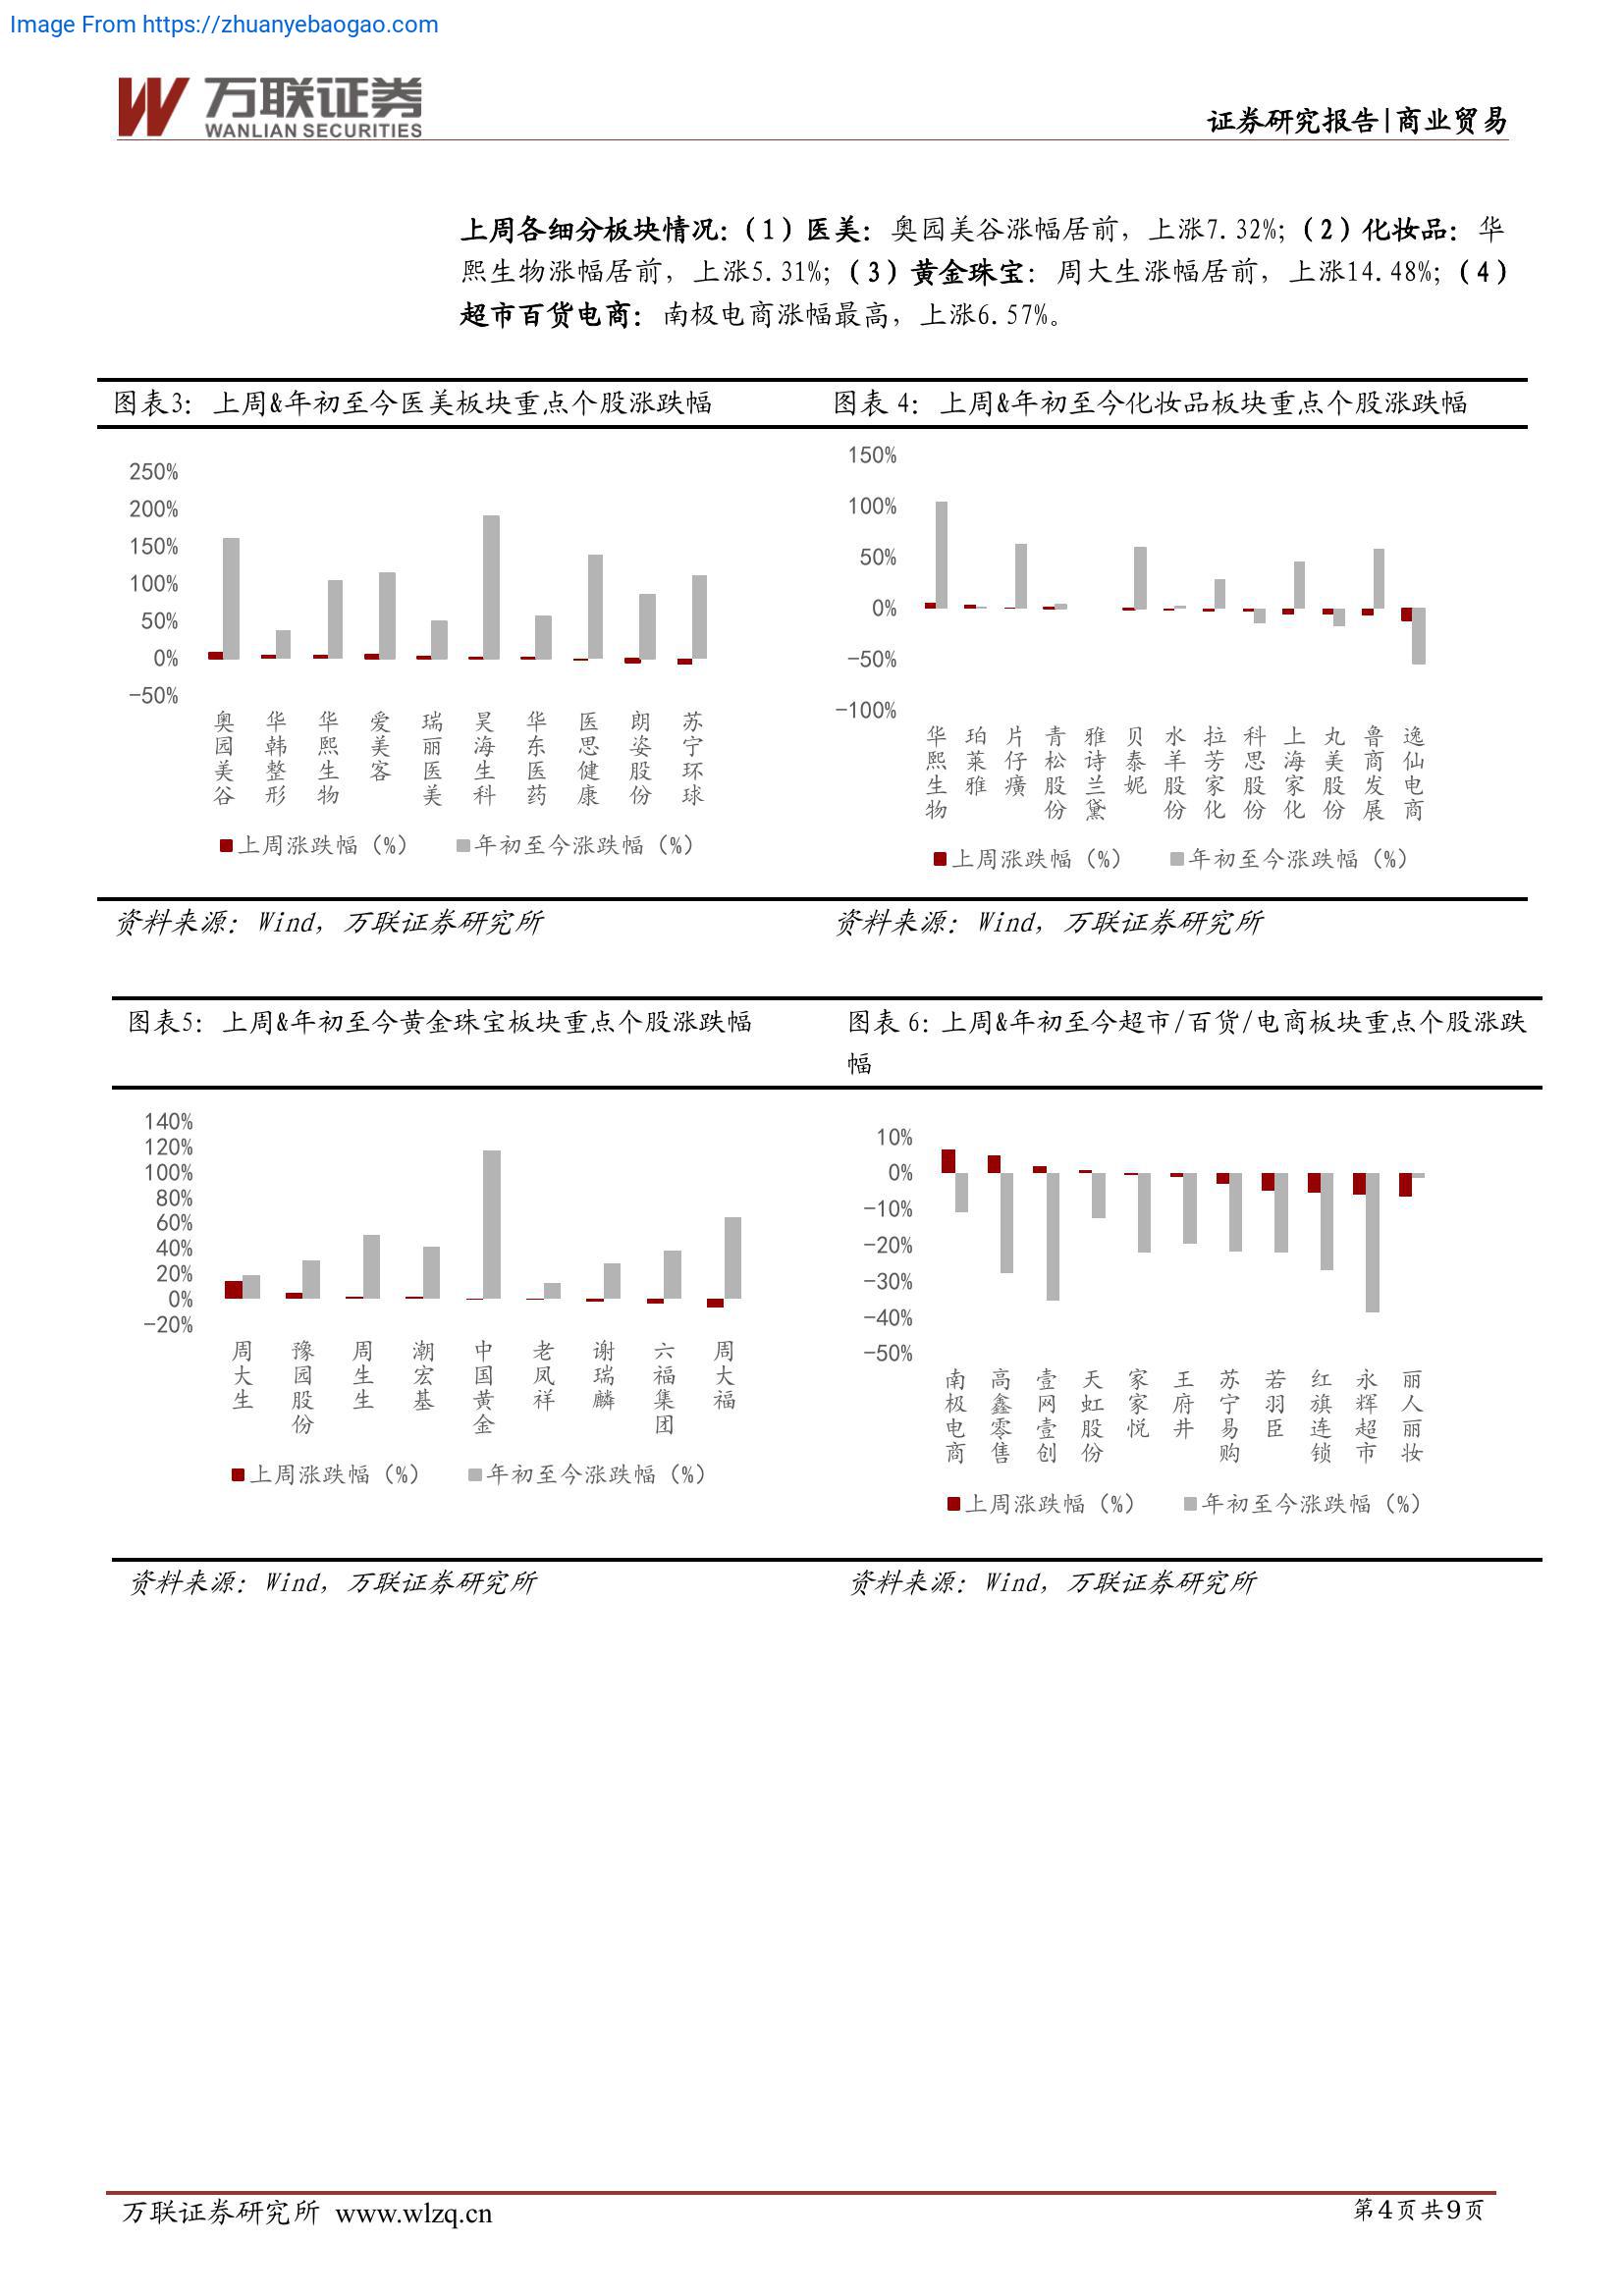 Image From https://zhuanyebaogao.com
万联证券
WANLIAN SECURITIES
证券研究报告|商业贸易
上周各细分板块情况：（1）医美：奥园美谷涨幅居前，上涨7.32%；（2）化妆品：华
熙生物涨幅居前，上涨5.31%；（3）黄金珠宝：周大生涨幅居前，上涨14.48%；（4）
超市百货电商：南极电商涨幅最高，上涨6.57%。
图表3：上周&年初至今医美板块重点个股涨跌幅
250%
200%
150%
100%
50%
0%
-50%
奥园美谷
华韩整形
华熙生物
爱美客
瑞丽医美
昊海生科
华东医药
医思健康
朗姿股份
苏宁环球
上周涨跌幅（%）
年初至今涨跌幅（%）
资料来源：Wind，万联证券研究所
图表 4：上周&年初至今化妆品板块重点个股涨跌幅
150%
100%
50%
0%
-50%
-100%
华熙生物
珀莱雅
片仔癀
青松股份
雅诗兰黛
贝泰妮
水羊股份
拉芳家化
科思股份
上海家化
丸美股份
鲁商发展
逸仙电商
上周涨跌幅（%）
年初至今涨跌幅（%）
资料来源：Wind，万联证券研究所
图表5：上周&年初至今黄金珠宝板块重点个股涨跌幅
140%
120%
100%
80%
60%
40%
20%
0%
-20%
周大生
豫园股份
周生生
潮宏基
中国黄金
老凤祥
谢瑞麟
六福集团
周大福
上周涨跌幅（%）
年初至今涨跌幅（%）
资料来源：Wind，万联证券研究所
图表 6：上周&年初至今超市/百货/电商板块重点个股涨跌
幅
10%
0%
-10%
-20%
-30%
-40%
-50%
南极电商
高鑫零售
壹网壹创
天虹股份
家家悦
王府井
苏宁易购
若羽臣
红旗连锁
永辉超市
丽人丽妆
上周涨跌幅（%）
年初至今涨跌幅（%）
资料来源：Wind，万联证券研究所
万联证券研究所 www.wlzq.cn
第4页共9页